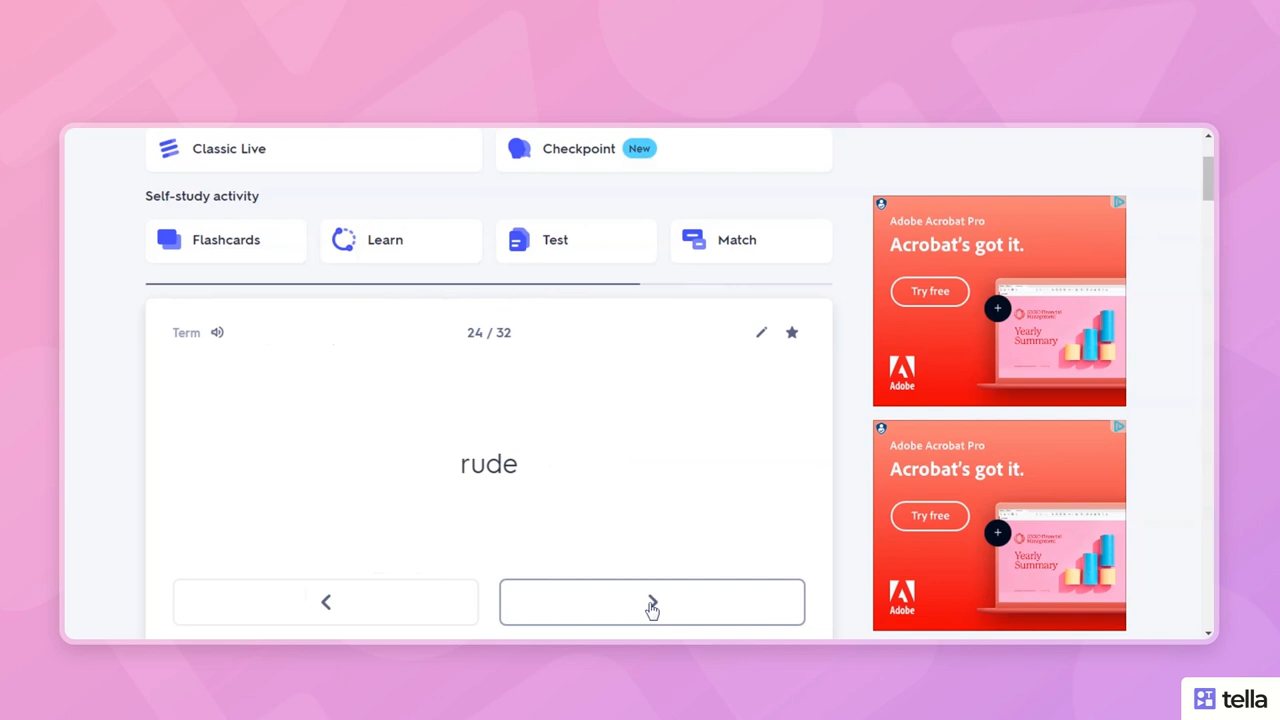 Classic Live
Checkpoint New
Self-study activity
Flashcards
Learn
Test
Match
Term
24 / 32
rude
Adobe Acrobat Pro
Acrobat's got it.
Try free
Yearly
Summary
Adobe
Adobe Acrobat Pro
Acrobat's got it.
Try free
Yearly
Summary
Adobe
tella